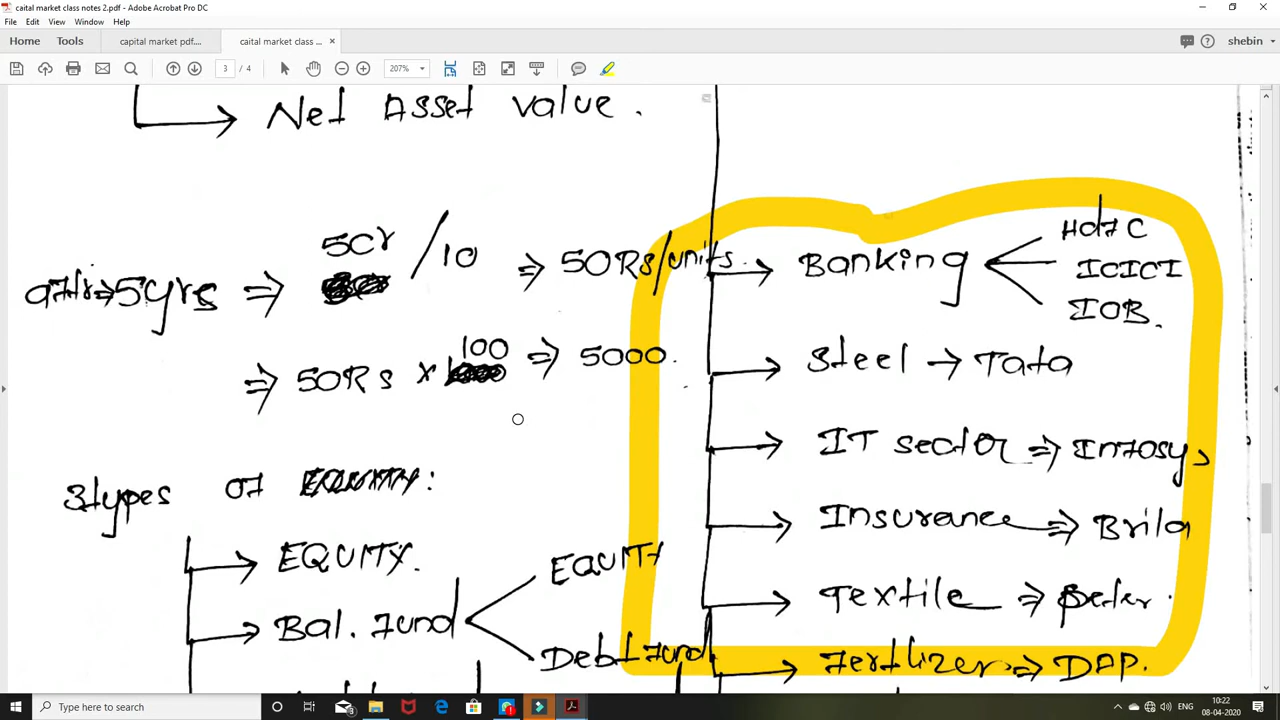 caital market class notes 2.pdf - Adobe Acrobat Pro DC
File Edit View Window Help
Home Tools capital market pdf.... caital market class ... ×
3 / 4 207% shebin
Net Asset value.
5Cr / 10 ⇒ 50Rs/units.
5yrs ⇒
⇒ 50Rs x 100 ⇒ 5000.
3types of :
EQUITY.
Bal. Fund
EQUITY
Debt Fund
Banking
HdFC
ICICI
IOB.
Steel → Tata
IT sector ⇒ Infosys
Insurance ⇒ Brila
Textile ⇒
Fertilizer ⇒ DAP.
Type here to search
ENG
10:22
08-04-2020